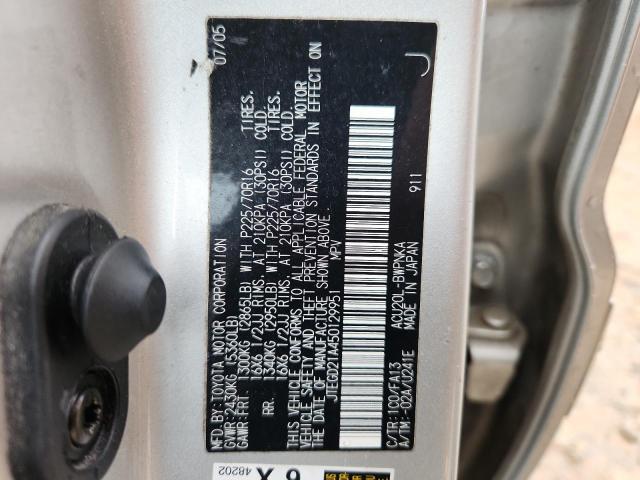 MFD.BY:TOYOTA MOTOR CORPORATION 07/05
GVWR:2430KG (5360LB)
GAWR:FRT. 1300KG (2865LB) WITH P225/70R16 TIRES.
16X6 1/2JJ RIMS. AT 210KPA (30PSI) COLD.
RR. 1330KG (2950LB) WITH P225/70R16 TIRES.
16X6 1/2JJ RIMS. AT 210KPA (30PSI) COLD.
THIS VEHICLE CONFORMS TO ALL APPLICABLE FEDERAL MOTOR
VEHICLE SAFETY AND THEFT PREVENTION STANDARDS IN EFFECT ON
THE DATE OF MANUFACTURE SHOWN ABOVE.
JTEGD21A450129951 MPV
J
911
C/TR:1C0/FA13 ACU20L-BWPNKA
A/TM:-02A/U241E MADE IN JAPAN
6 X
48202